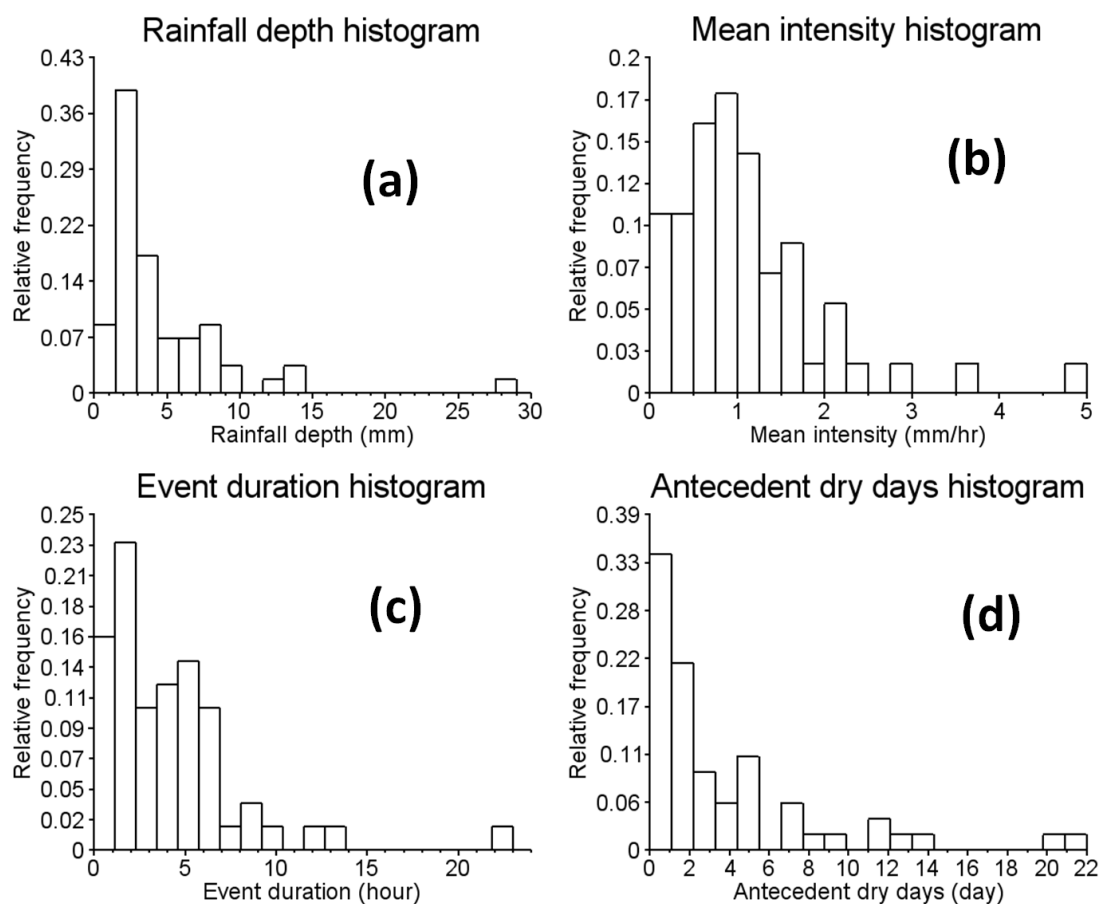 Rainfall depth histogram
Relative frequency
0.43
0.36
0.29
0.22
0.14
0.07
0
(a)
0 5 10 15 20 25 30
Rainfall depth (mm)
Mean intensity histogram
Relative frequency
0.2
0.17
0.15
0.12
0.1
0.07
0.05
0.03
0
(b)
0 1 2 3 4 5
Mean intensity (mm/hr)
Event duration histogram
Relative frequency
0.25
0.23
0.21
0.18
0.16
0.14
0.11
0.09
0.07
0.05
0.02
0
(c)
0 5 10 15 20
Event duration (hour)
Antecedent dry days histogram
Relative frequency
0.39
0.33
0.28
0.22
0.17
0.11
0.06
0
(d)
0 2 4 6 8 10 12 14 16 18 20 22
Antecedent dry days (day)